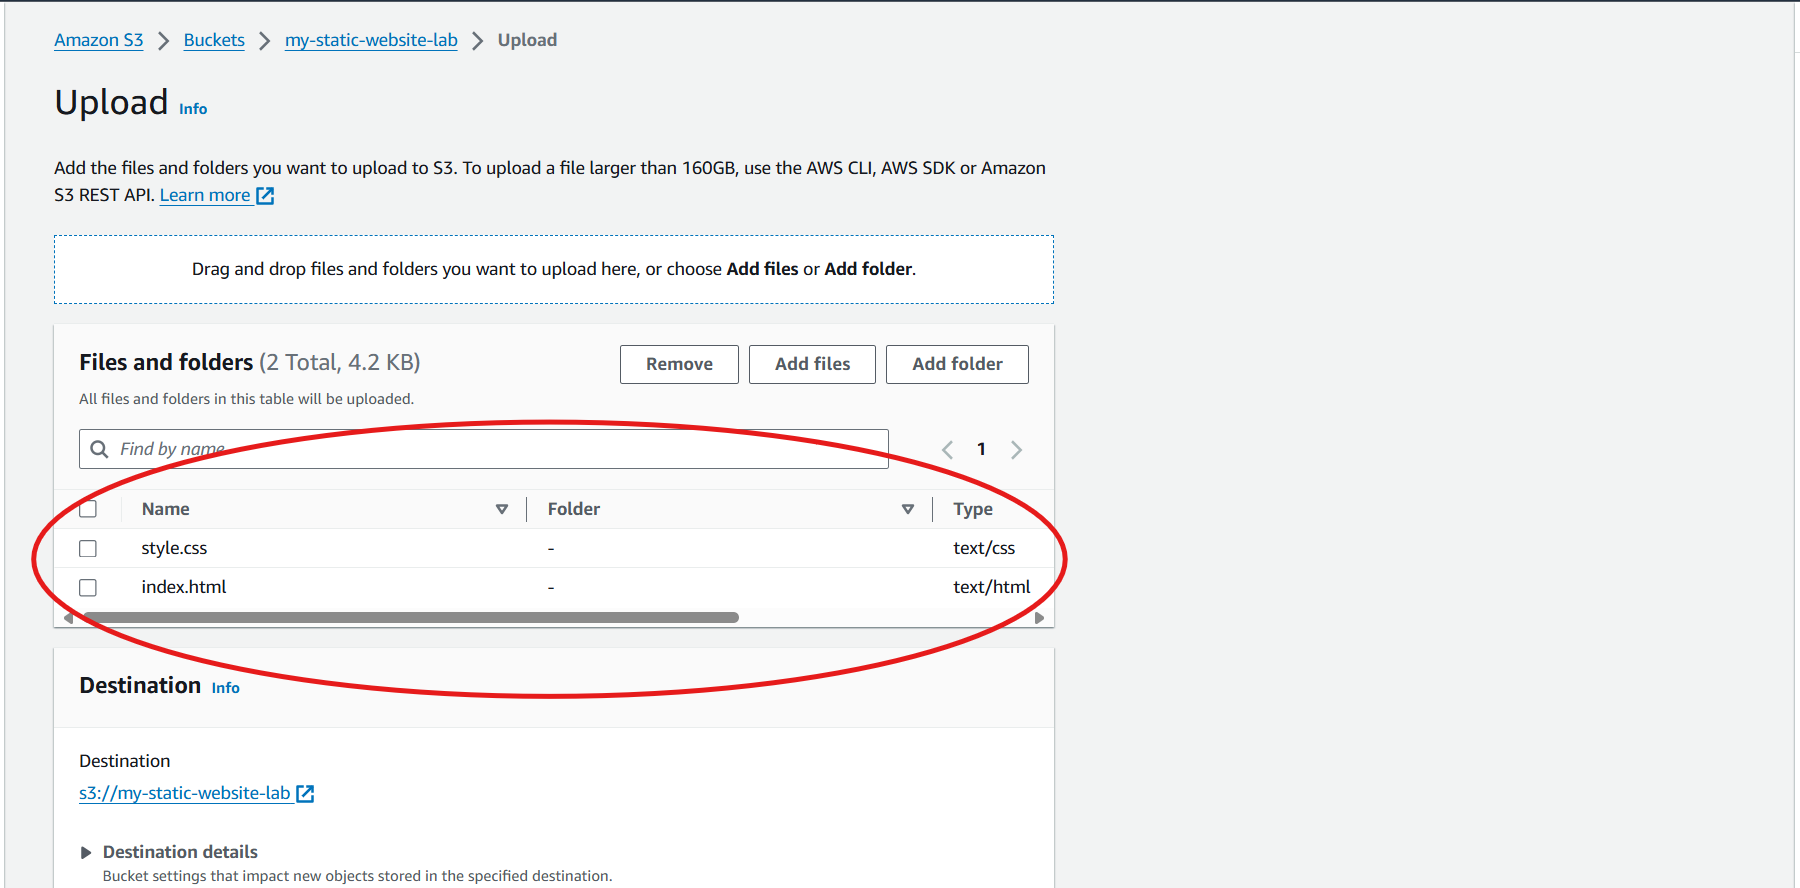 Amazon S3 > Buckets > my-static-website-lab > Upload
Upload Info
Add the files and folders you want to upload to S3. To upload a file larger than 160GB, use the AWS CLI, AWS SDK or Amazon
S3 REST API. Learn more
Drag and drop files and folders you want to upload here, or choose Add files or Add folder.
Files and folders (2 Total, 4.2 KB)
Remove
Add files
Add folder
All files and folders in this table will be uploaded.
Find by name
1
Name Folder Type
style.css - text/css
index.html - text/html
Destination Info
Destination
s3://my-static-website-lab
Destination details
Bucket settings that impact new objects stored in the specified destination.